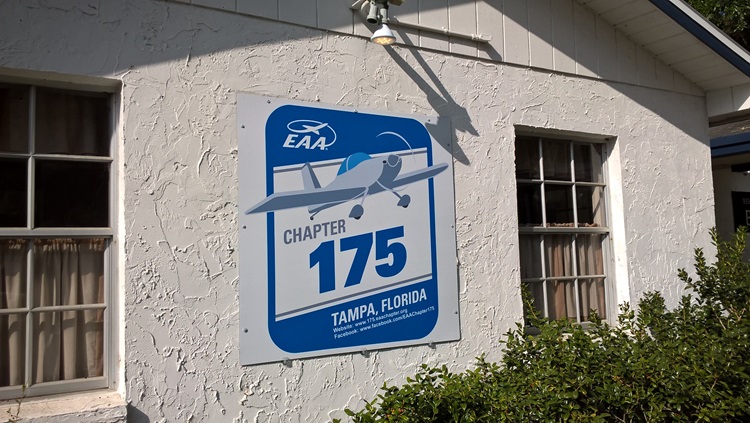 EAA
CHAPTER
175
TAMPA, FLORIDA
Website: www.175.eaachapter.org
Facebook: www.facebook.com/EAAChapter175